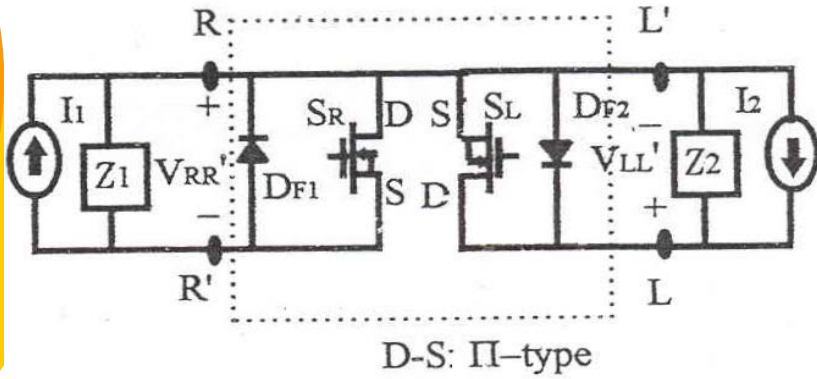 R L'
I1 + SR D S SL DF2 − I2
Z1 VRR' DF1 S D VLL' Z2
− +
R' L
D-S: Π–type